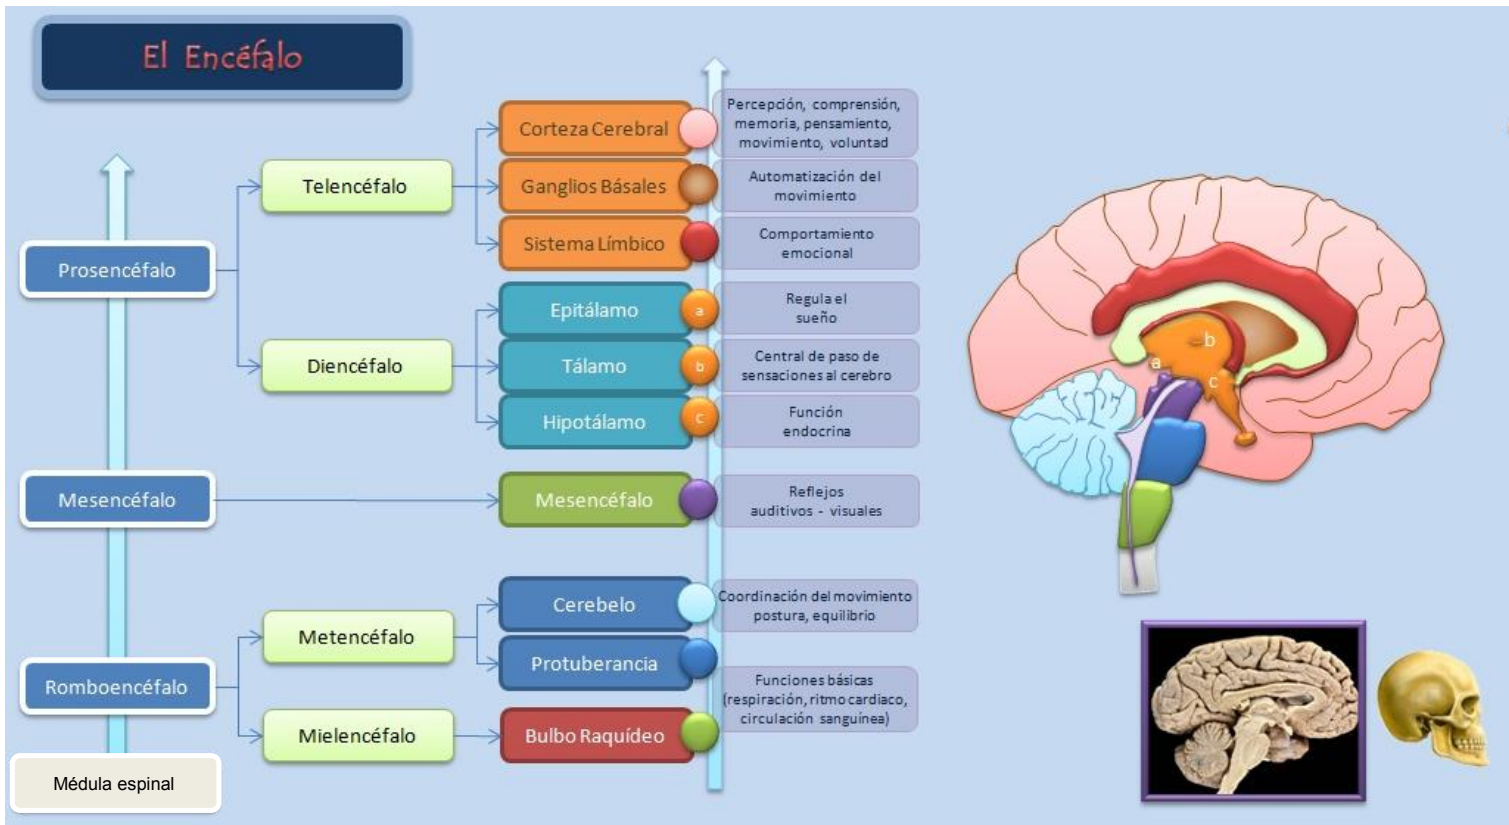 El Encéfalo
Prosencéfalo
Telencéfalo
Corteza Cerebral
Percepción, comprensión,
memoria, pensamiento,
movimiento, voluntad
Ganglios Básales
Automatización del
movimiento
Sistema Límbico
Comportamiento
emocional
Diencéfalo
Epitálamo
a
Regula el
sueño
Tálamo
b
Central de paso de
sensaciones al cerebro
Hipotálamo
c
Función
endocrina
Mesencéfalo
Mesencéfalo
Reflejos
auditivos - visuales
Romboencéfalo
Metencéfalo
Cerebelo
Coordinación del movimiento
postura, equilibrio
Protuberancia
Funciones básicas
(respiración, ritmo cardiaco,
circulación sanguínea)
Mielencéfalo
Bulbo Raquídeo
Médula espinal
b
a
c